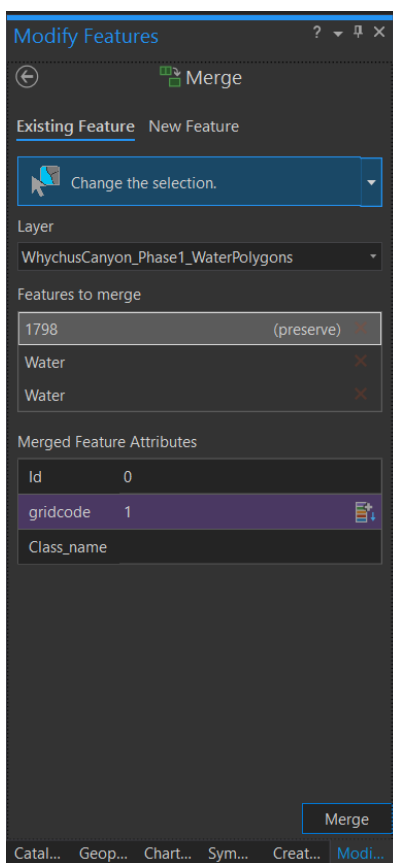 Modify Features ?
Merge
Existing Feature New Feature
Change the selection.
Layer
WhychusCanyon_Phase1_WaterPolygons
Features to merge
1798 (preserve)
Water
Water
Merged Feature Attributes
Id 0
gridcode 1
Class_name
Merge
Catal... Geop... Chart... Sym... Creat... Modi...